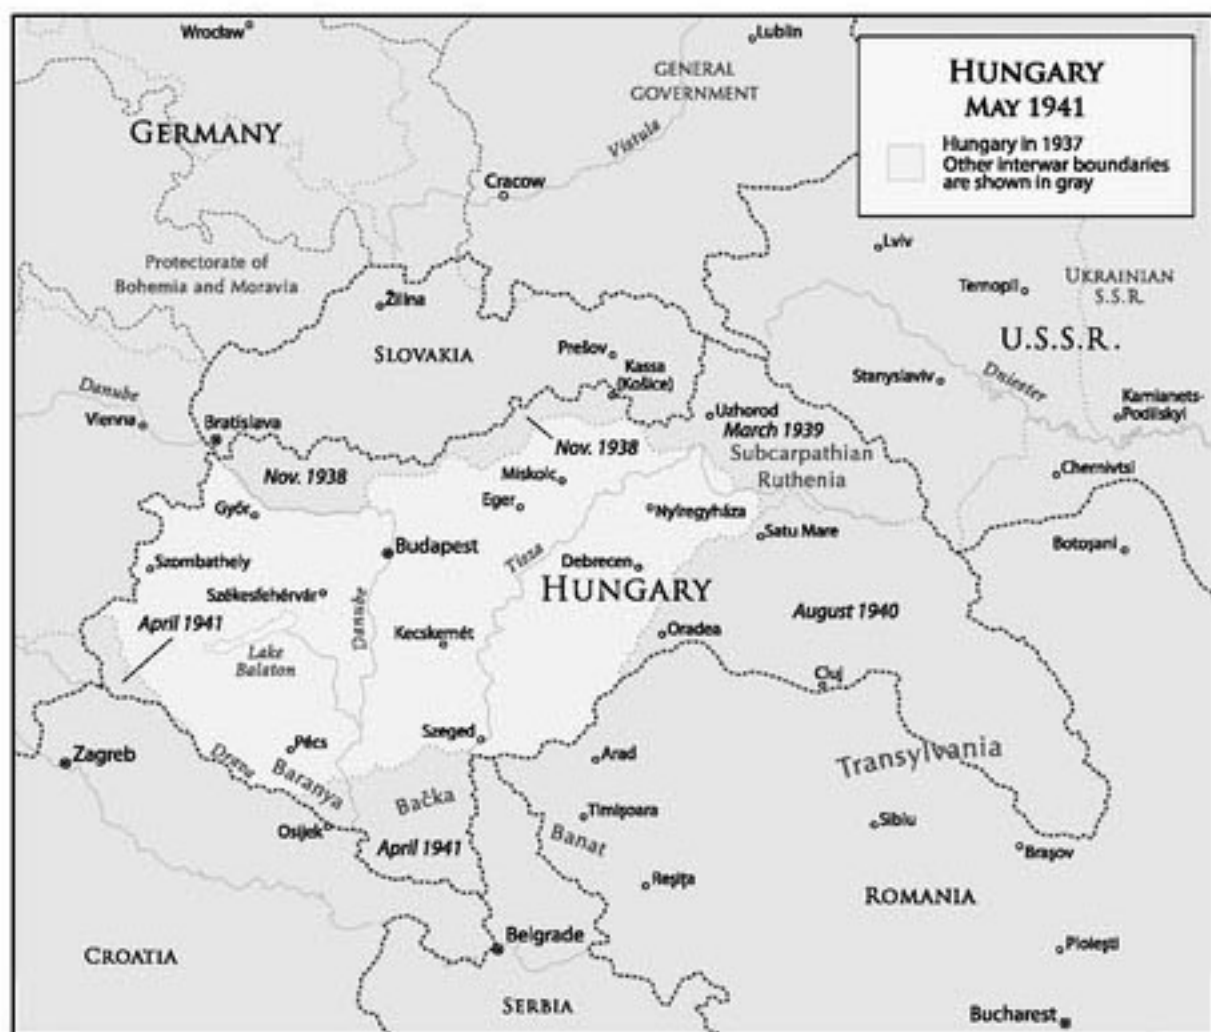 Wrocław
Lublin
GENERAL
GOVERNMENT
HUNGARY
MAY 1941
Hungary in 1937
Other interwar boundaries
are shown in gray
GERMANY
Vistula
Cracow
Lviv
Protectorate of
Bohemia and Moravia
Ternopil
UKRAINIAN
S.S.R.
Žilina
U.S.S.R.
SLOVAKIA
Prešov
Kassa
(Košice)
Stanyslaviv
Dniester
Danube
Vienna
Bratislava
Uzhorod
March 1939
Kamianets-
Podilskyi
Nov. 1938
Nov. 1938
Subcarpathian
Ruthenia
Miskolc
Chernivtsi
Eger
Győr
Nyíregyháza
Satu Mare
Budapest
Tisza
Botoşani
Szombathely
Debrecen
HUNGARY
Székesfehérvár
Danube
April 1941
August 1940
Kecskemét
Oradea
Lake
Balaton
Cluj
Szeged
Pécs
Zagreb
Drava
Baranya
Arad
Transylvania
Bačka
Timişoara
Sibiu
Osijek
Banat
April 1941
Braşov
Reşiţa
ROMANIA
Belgrade
Ploieşti
CROATIA
SERBIA
Bucharest